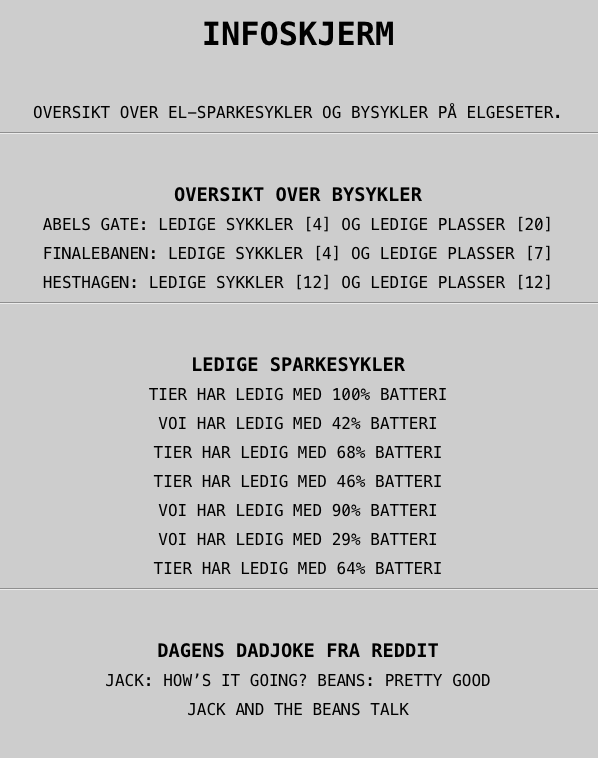 INFOSKJERM
OVERSIKT OVER EL-SPARKESYKLER OG BYSYKLER PÅ ELGESETER.
OVERSIKT OVER BYSYKLER
ABELS GATE: LEDIGE SYKKLER [4] OG LEDIGE PLASSER [20]
FINALEBANEN: LEDIGE SYKKLER [4] OG LEDIGE PLASSER [7]
HESTHAGEN: LEDIGE SYKKLER [12] OG LEDIGE PLASSER [12]
LEDIGE SPARKESYKLER
TIER HAR LEDIG MED 100% BATTERI
VOI HAR LEDIG MED 42% BATTERI
TIER HAR LEDIG MED 68% BATTERI
TIER HAR LEDIG MED 46% BATTERI
VOI HAR LEDIG MED 90% BATTERI
VOI HAR LEDIG MED 29% BATTERI
TIER HAR LEDIG MED 64% BATTERI
DAGENS DADJOKE FRA REDDIT
JACK: HOW’S IT GOING? BEANS: PRETTY GOOD
JACK AND THE BEANS TALK